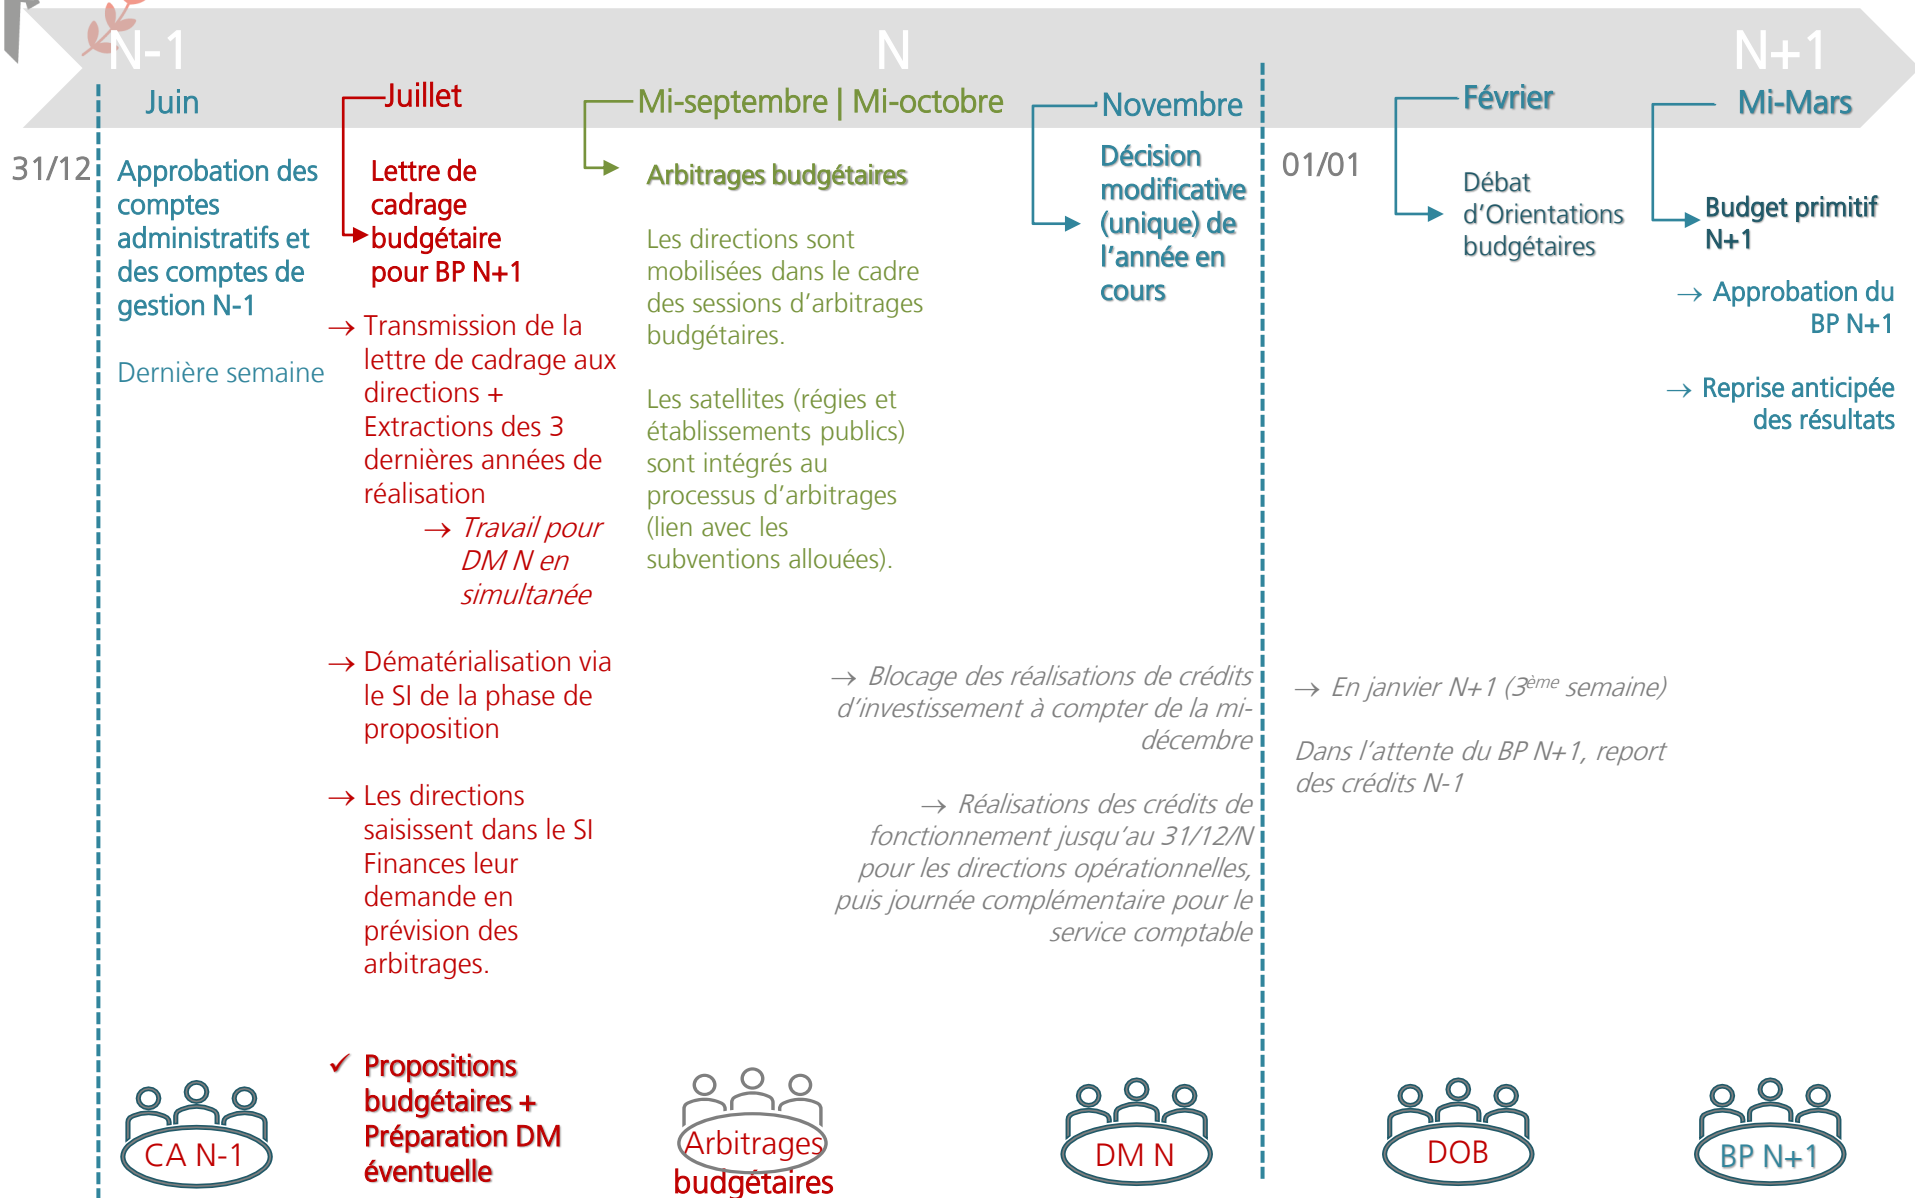 N-1
N
N+1
Juin
Juillet
Mi-septembre | Mi-octobre
Novembre
Février
Mi-Mars
31/12
Approbation des
comptes
administratifs et
des comptes de
gestion N-1
Dernière semaine
Lettre de
cadrage
budgétaire
pour BP N+1
→ Transmission de la
lettre de cadrage aux
directions +
Extractions des 3
dernières années de
réalisation
→ Travail pour
DM N en
simultanée
→ Dématérialisation via
le SI de la phase de
proposition
→ Les directions
saisissent dans le SI
Finances leur
demande en
prévision des
arbitrages.
✓ Propositions
budgétaires +
Préparation DM
éventuelle
Arbitrages budgétaires
Les directions sont
mobilisées dans le cadre
des sessions d'arbitrages
budgétaires.
Les satellites (régies et
établissements publics)
sont intégrés au
processus d'arbitrages
(lien avec les
subventions allouées).
Décision
modificative
(unique) de
l'année en
cours
→ Blocage des réalisations de crédits
d'investissement à compter de la mi-
décembre
→ Réalisations des crédits de
fonctionnement jusqu'au 31/12/N
pour les directions opérationnelles,
puis journée complémentaire pour le
service comptable
01/01
Débat
d'Orientations
budgétaires
→ En janvier N+1 (3ème semaine)
Dans l'attente du BP N+1, report
des crédits N-1
Budget primitif
N+1
→ Approbation du
BP N+1
→ Reprise anticipée
des résultats
CA N-1
Arbitrages
budgétaires
DM N
DOB
BP N+1